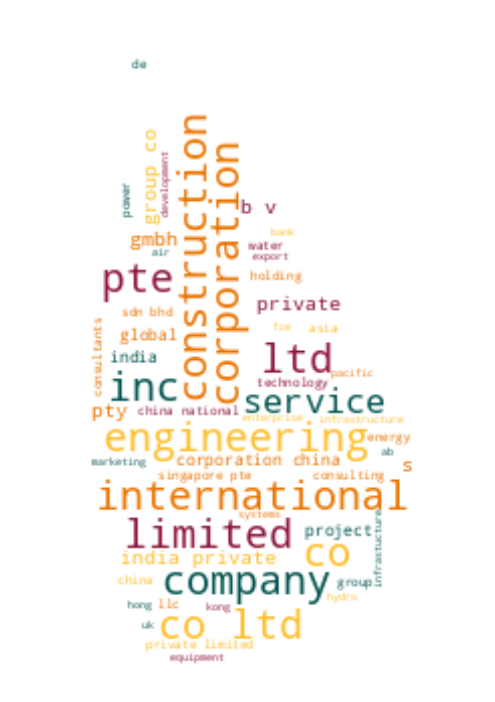 de
construction
corporation
group co
development
power
b v
bank
gmbh
water
air
export
pte
holding
private
sdn bhd
fze
asia
global
consultants
india
ltd
pacific
technology
inc
service
pty
china national
enterprise
infrastructure
engineering
energy
ab
marketing
corporation china
s
singapore pte
consulting
international
systems
limited
project
infrastucture
co
india private
china
company
group
hydro
hong
llc
kong
uk
co ltd
private limited
equipment